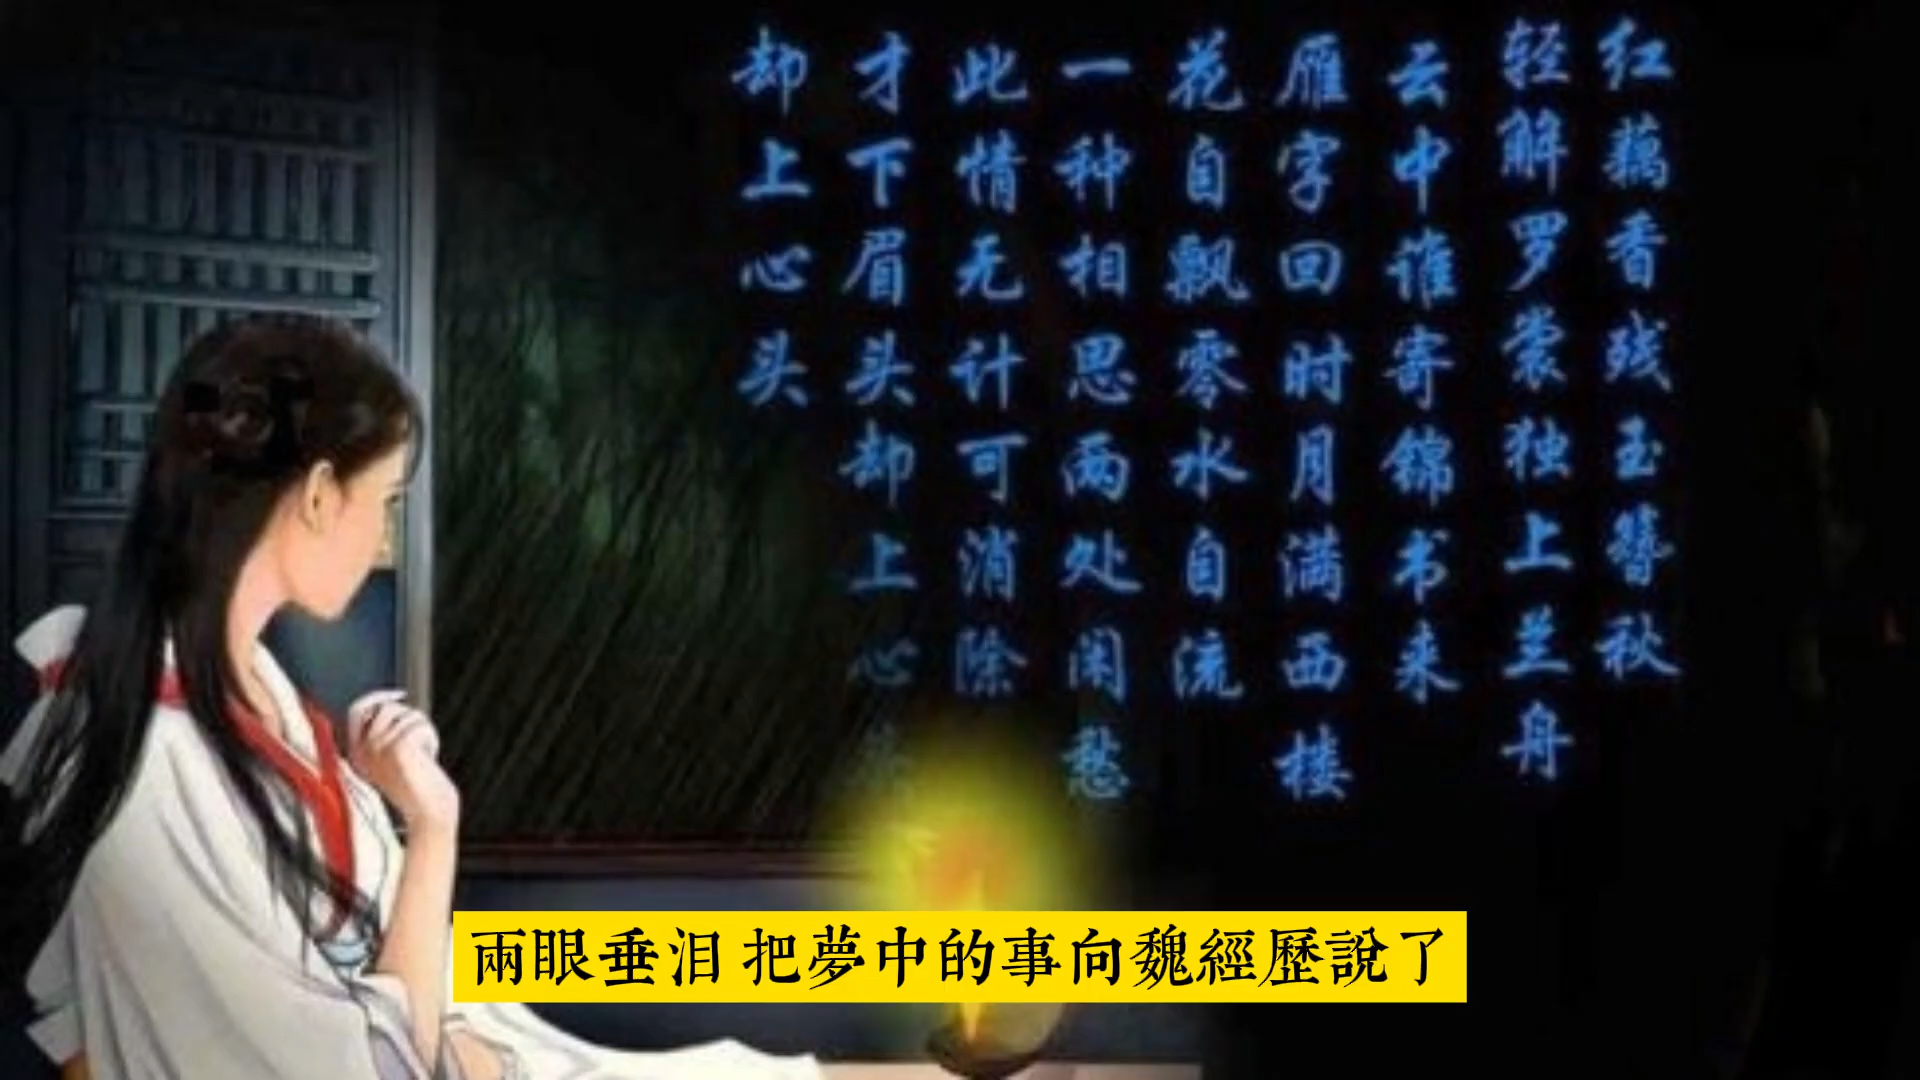 红藕香残玉簟秋
轻解罗裳独上兰舟
云中谁寄锦书来
雁字回时月满西楼
花自飘零水自流
一种相思两处闲愁
此情无计可消除
才下眉头却上心
却上心头
兩眼垂泪 把夢中的事向魏經歷說了